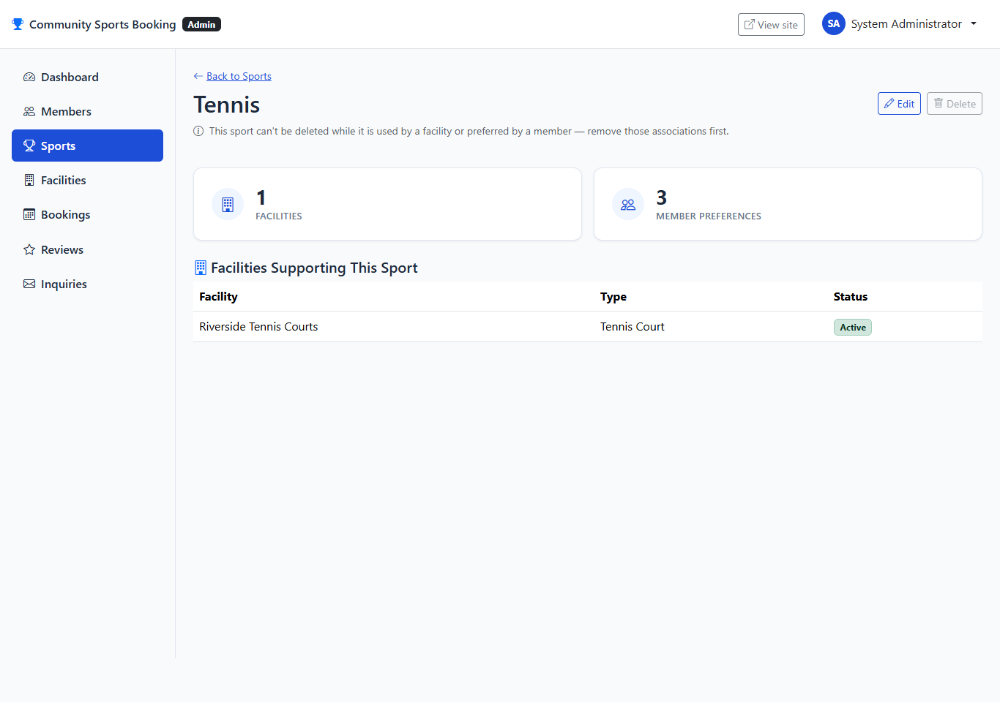 Community Sports Booking Admin
View site
SA System Administrator
Dashboard
Members
Sports
Facilities
Bookings
Reviews
Inquiries
Back to Sports
Tennis
Edit
Delete
This sport can't be deleted while it is used by a facility or preferred by a member — remove those associations first.
1
FACILITIES
3
MEMBER PREFERENCES
Facilities Supporting This Sport
Facility Type Status
Riverside Tennis Courts Tennis Court Active